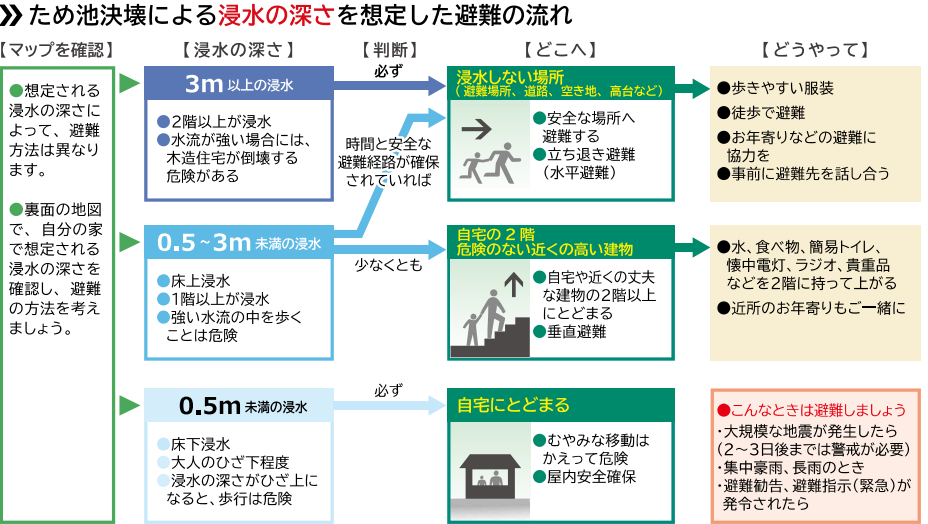 ため池決壊による浸水の深さを想定した避難の流れ
【マップを確認】
●想定される
浸水の深さに
よって、避難
方法は異なり
ます。
●裏面の地図
で、自分の家
で想定される
浸水の深さを
確認し、避難
の方法を考え
ましょう。
【浸水の深さ】
3m以上の浸水
●2階以上が浸水
●水流が強い場合には、
木造住宅が倒壊する
危険がある
0.5~3m未満の浸水
●床上浸水
●1階以上が浸水
●強い水流の中を歩く
ことは危険
0.5m未満の浸水
●床下浸水
●大人のひざ下程度
●浸水の深さがひざ上に
なると、歩行は危険
【判断】
必ず
時間と安全な
避難経路が確保
されていれば
少なくとも
必ず
【どこへ】
浸水しない場所
(避難場所、道路、空き地、高台など)
●安全な場所へ
避難する
●立ち退き避難
(水平避難)
自宅の2階
危険のない近くの高い建物
●自宅や近くの丈夫
な建物の2階以上
にとどまる
●垂直避難
自宅にとどまる
●むやみな移動は
かえって危険
●屋内安全確保
【どうやって】
●歩きやすい服装
●徒歩で避難
●お年寄りなどの避難に
協力を
●事前に避難先を話し合う
●水、食べ物、簡易トイレ、
懐中電灯、ラジオ、貴重品
などを2階に持って上がる
●近所のお年寄りもご一緒に
●こんなときは避難しましょう
・大規模な地震が発生したら
(2~3日後までは警戒が必要)
・集中豪雨、長雨のとき
・避難勧告、避難指示(緊急)が
発令されたら